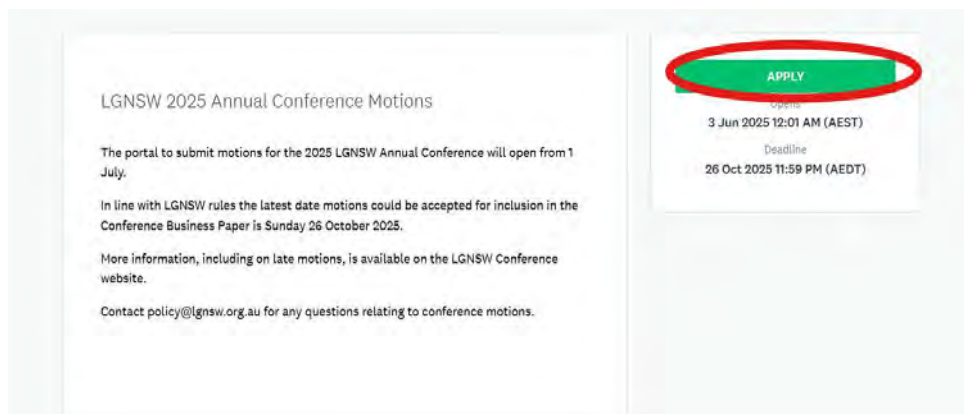 LGNSW 2025 Annual Conference Motions
The portal to submit motions for the 2025 LGNSW Annual Conference will open from 1
July.
In line with LGNSW rules the latest date motions could be accepted for inclusion in the
Conference Business Paper is Sunday 26 October 2025.
More information, including on late motions, is available on the LGNSW Conference
website.
Contact policy@lgnsw.org.au for any questions relating to conference motions.
APPLY
Opens
3 Jun 2025 12:01 AM (AEST)
Deadline
26 Oct 2025 11:59 PM (AEDT)